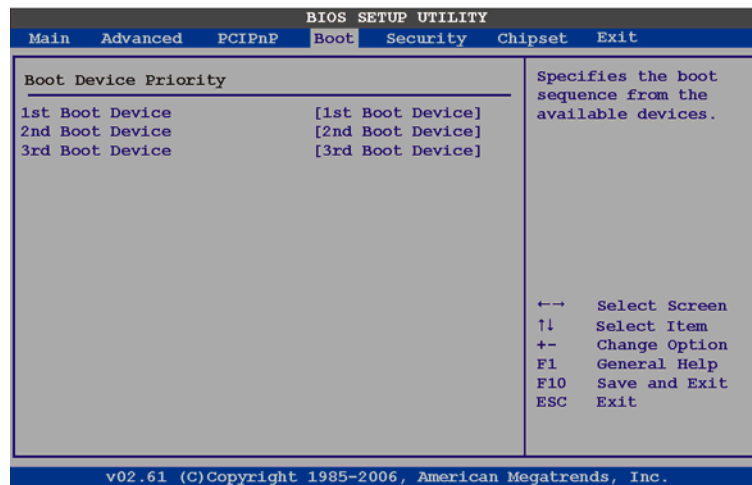 BIOS SETUP UTILITY
Main Advanced PCIPnP Boot Security Chipset Exit
Boot Device Priority
1st Boot Device [1st Boot Device]
2nd Boot Device [2nd Boot Device]
3rd Boot Device [3rd Boot Device]
Specifies the boot
sequence from the
available devices.
←→ Select Screen
↑↓ Select Item
+- Change Option
F1 General Help
F10 Save and Exit
ESC Exit
v02.61 (C)Copyright 1985-2006, American Megatrends, Inc.